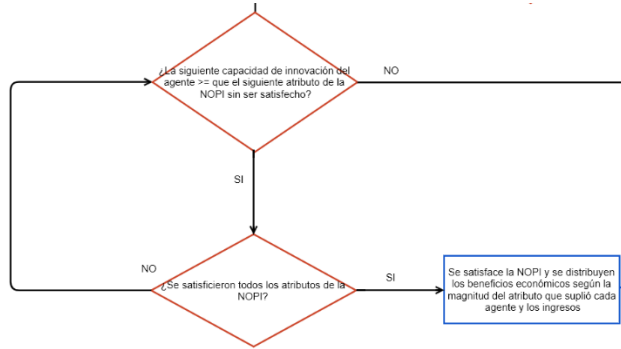 ¿La siguiente capacidad de innovación del
agente >= que el siguiente atributo de la
NOPI sin ser satisfecho?
NO
SI
NO
¿Se satisficieron todos los atributos de la
NOPI?
SI
Se satisface la NOPI y se distribuyen
los beneficios económicos según la
magnitud del atributo que suplió cada
agente y los ingresos